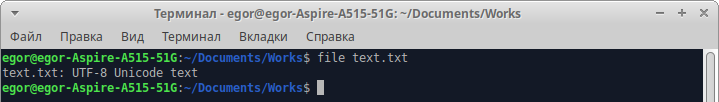 Терминал - egor@egor-Aspire-A515-51G: ~/Documents/Works
Файл Правка Вид Терминал Вкладки Справка
egor@egor-Aspire-A515-51G:~/Documents/Works$ file text.txt
text.txt: UTF-8 Unicode text
egor@egor-Aspire-A515-51G:~/Documents/Works$